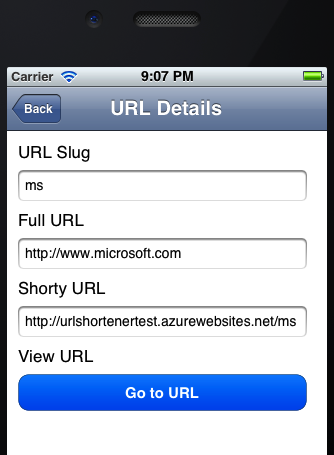 Carrier 9:07 PM
Back URL Details
URL Slug
ms
Full URL
http://www.microsoft.com
Shorty URL
http://urlshortenertest.azurewebsites.net/ms
View URL
Go to URL